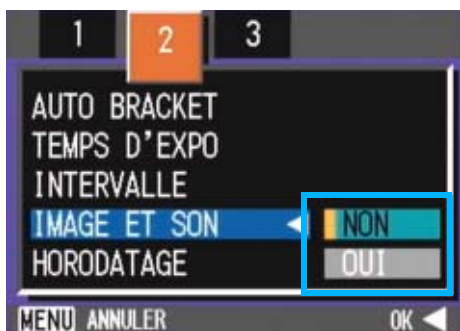 1 2 3
AUTO BRACKET
TEMPS D'EXPO
INTERVALLE
IMAGE ET SON ◀ NON
HORODATAGE OUI
MENU ANNULER OK ◀